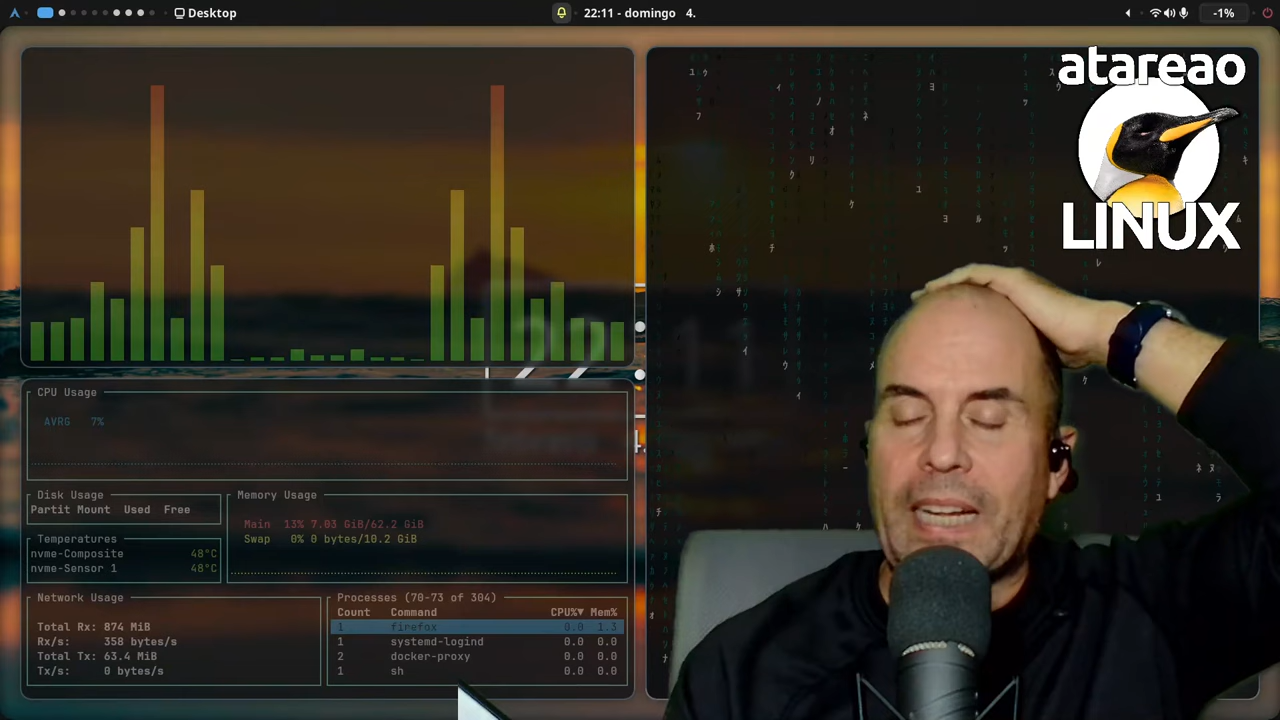 Desktop
22:11 - domingo 4.
-1%
atareao
LINUX
CPU Usage
AVRG 7%
Disk Usage
Partit Mount Used Free
Temperatures
nvme-Composite 48°C
nvme-Sensor 1 48°C
Memory Usage
Main 13% 7.03 GiB/62.2 GiB
Swap 0% 0 bytes/10.2 GiB
Network Usage
Total Rx: 874 MiB
Rx/s: 358 bytes/s
Total Tx: 63.4 MiB
Tx/s: 0 bytes/s
Processes (70-73 of 304)
Count Command CPU%▼ Mem%
1 firefox 0.0 1.3
1 systemd-logind 0.0 0.0
2 docker-proxy 0.0 0.0
1 sh 0.0 0.0